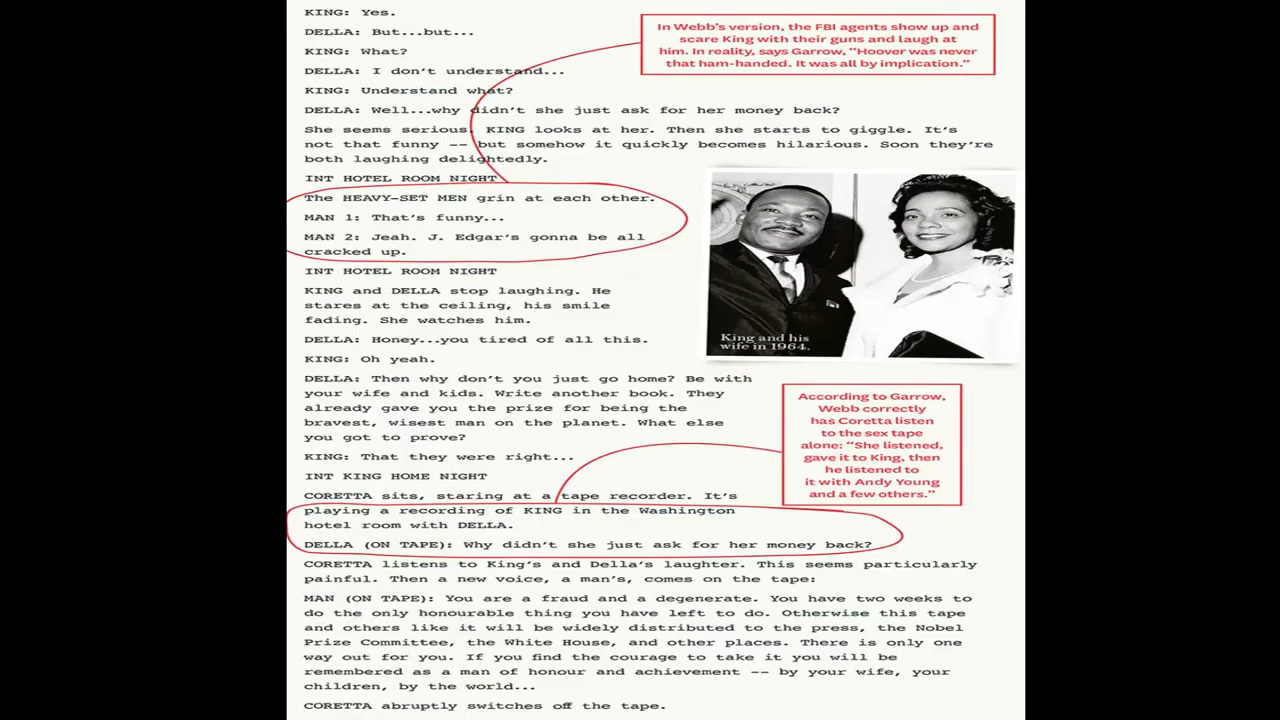 KING: Yes.
DELLA: But...but...
KING: What?
DELLA: I don't understand...
KING: Understand what?
DELLA: Well...why didn't she just ask for her money back?
She seems serious. KING looks at her. Then she starts to giggle. It's
not that funny -- but somehow it quickly becomes hilarious. Soon they're
both laughing delightedly.
INT HOTEL ROOM NIGHT
The HEAVY-SET MEN grin at each other.
MAN 1: That's funny...
MAN 2: Jeah. J. Edgar's gonna be all
cracked up.
INT HOTEL ROOM NIGHT
KING and DELLA stop laughing. He
stares at the ceiling, his smile
fading. She watches him.
DELLA: Honey...you tired of all this.
KING: Oh yeah.
DELLA: Then why don't you just go home? Be with
your wife and kids. Write another book. They
already gave you the prize for being the
bravest, wisest man on the planet. What else
you got to prove?
KING: That they were right...
INT KING HOME NIGHT
CORETTA sits, staring at a tape recorder. It's
playing a recording of KING in the Washington
hotel room with DELLA.
DELLA (ON TAPE): Why didn't she just ask for her money back?
CORETTA listens to King's and Della's laughter. This seems particularly
painful. Then a new voice, a man's, comes on the tape:
MAN (ON TAPE): You are a fraud and a degenerate. You have two weeks to
do the only honourable thing you have left to do. Otherwise this tape
and others like it will be widely distributed to the press, the Nobel
Prize Committee, the White House, and other places. There is only one
way out for you. If you find the courage to take it you will be
remembered as a man of honour and achievement -- by your wife, your
children, by the world...
CORETTA abruptly switches off the tape.
In Webb's version, the FBI agents show up and
scare King with their guns and laugh at
him. In reality, says Garrow, "Hoover was never
that ham-handed. It was all by implication."
King and his
wife in 1964.
According to Garrow,
Webb correctly
has Coretta listen
to the sex tape
alone: "She listened,
gave it to King, then
he listened to
it with Andy Young
and a few others."